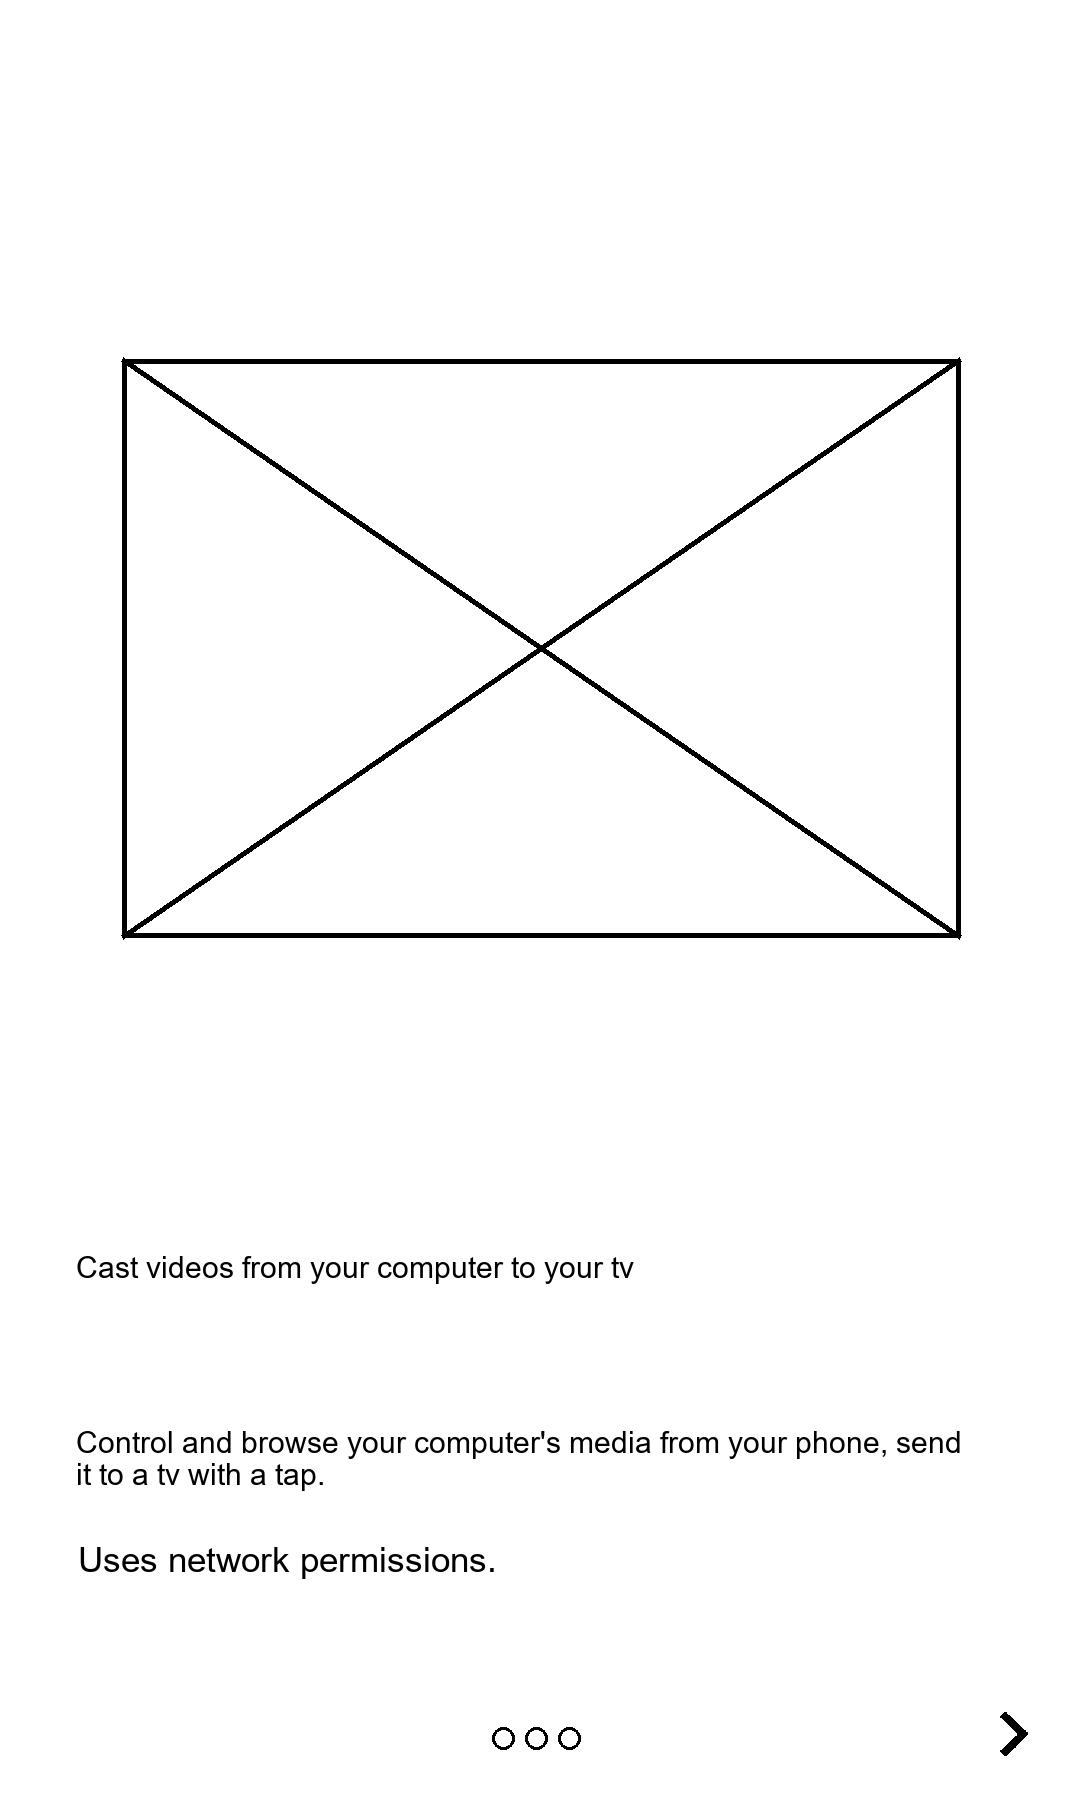 Cast videos from your computer to your tv
Control and browse your computer's media from your phone, send
it to a tv with a tap.
Uses network permissions.